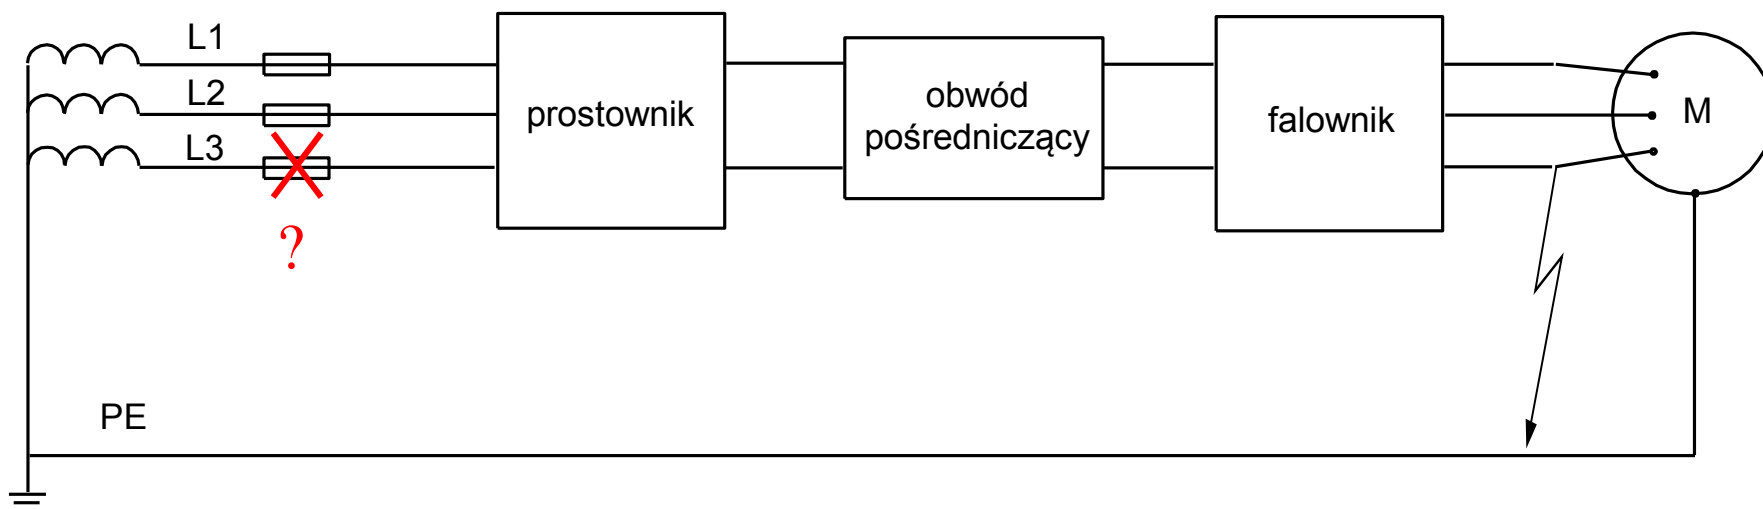 L1
L2
L3
prostownik
obwód
pośredniczący
falownik
M
?
PE